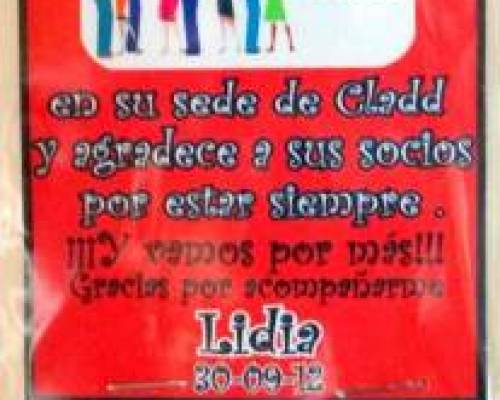 en su sede de Cladd
y agradece a sus socios
por estar siempre .
¡¡¡Y vamos por más!!!
Gracias por acompañarme
Lidia
30-09-12